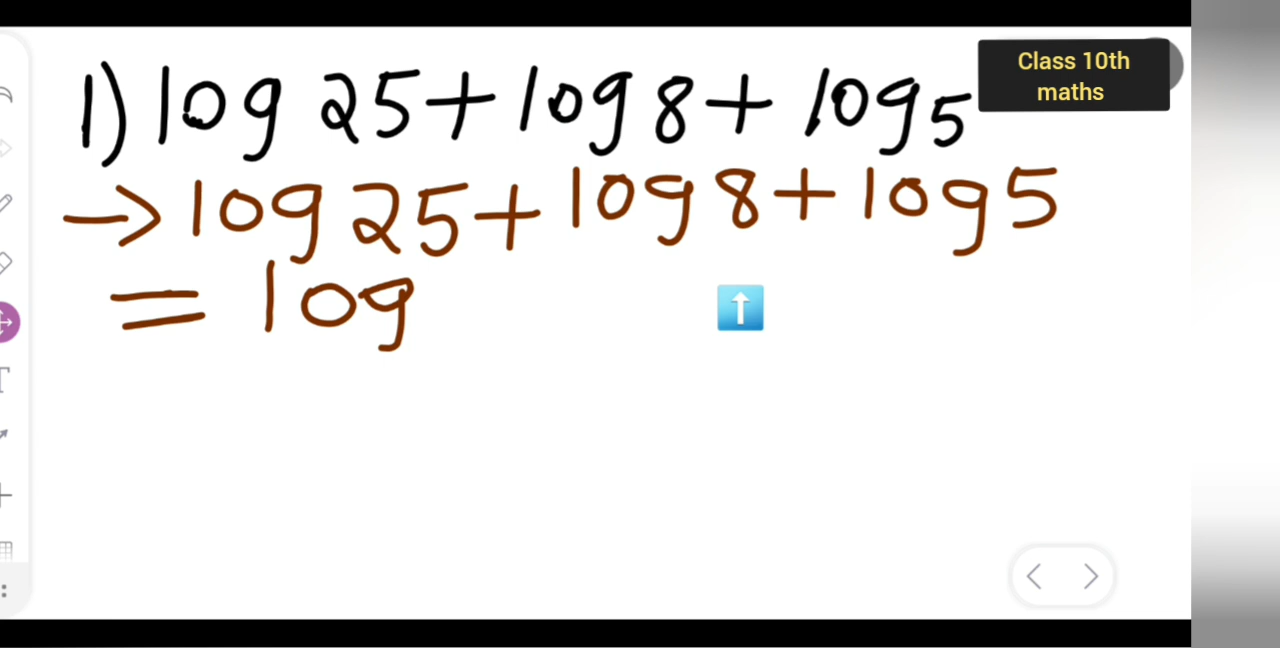 1) log 25 + log 8 + log 5
Class 10th
maths
→ log 25 + log 8 + log 5
= log